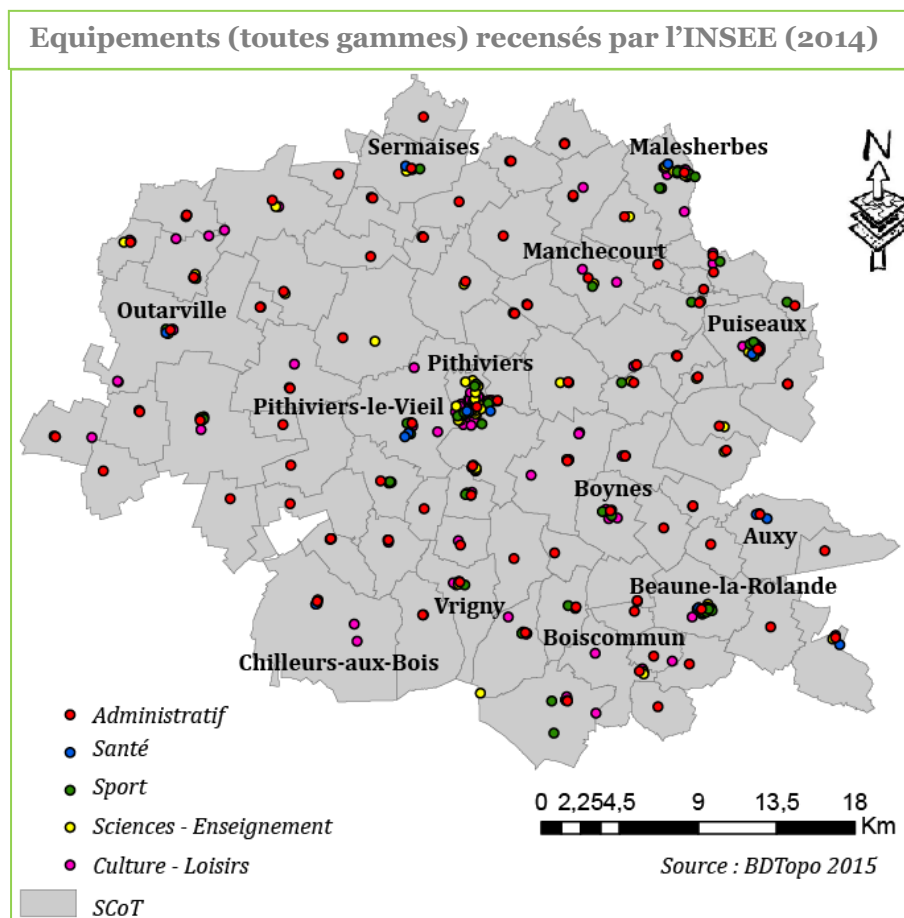 Equipements (toutes gammes) recensés par l'INSEE (2014)
Sermaises
Malesherbes
N
Manchecourt
Outarville
Puiseaux
Pithiviers
Pithiviers-le-Vieil
Boynes
Auxy
Beaune-la-Rolande
Vrigny
Boiscommun
Chilleurs-aux-Bois
Administratif
Santé
Sport
Sciences - Enseignement
Culture - Loisirs
SCoT
0 2,254,5 9 13,5 18
Km
Source : BDTopo 2015